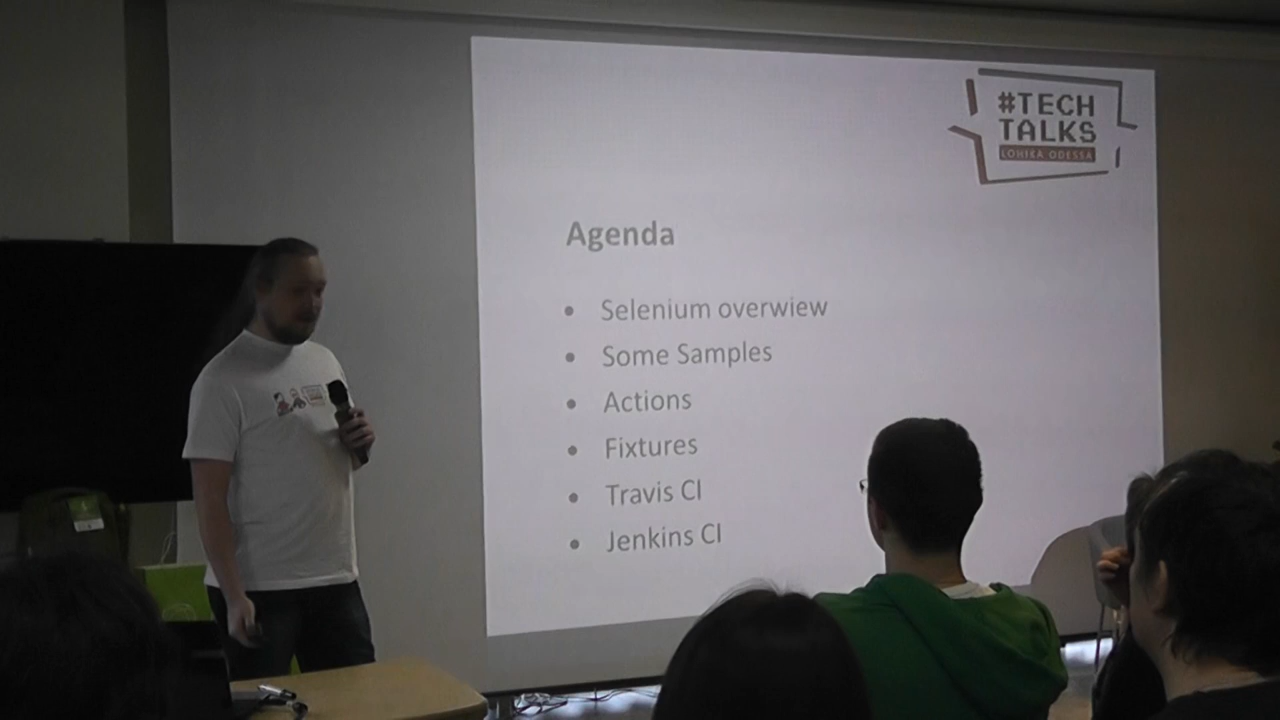 #TECH
TALKS
LOHIKA ODESSA
Agenda
• Selenium overwiew
• Some Samples
• Actions
• Fixtures
• Travis CI
• Jenkins CI